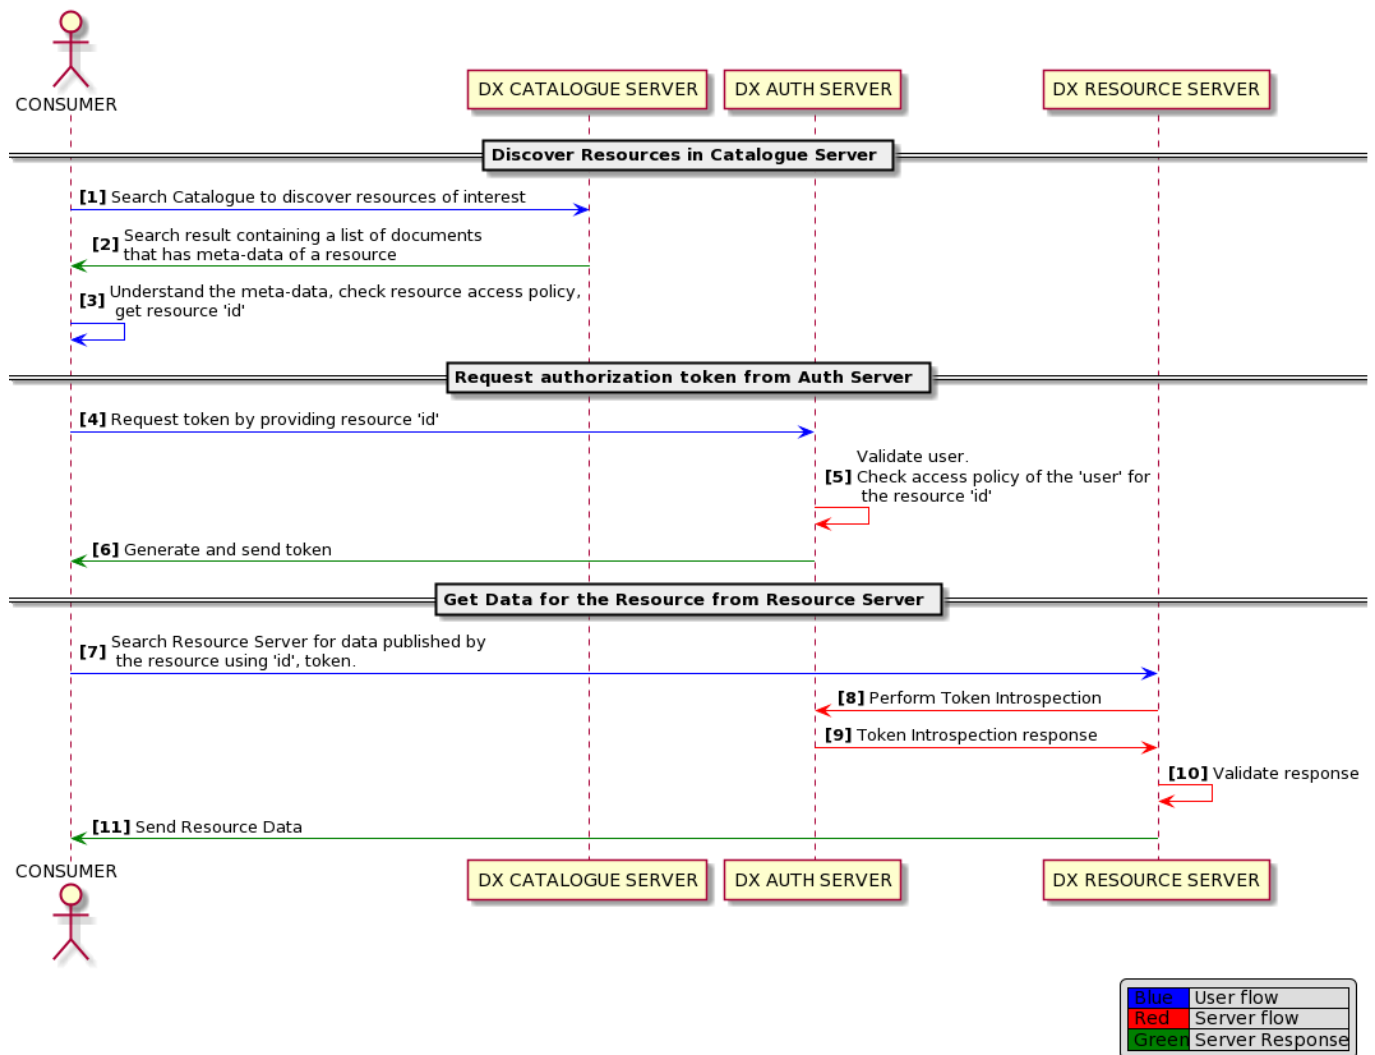 CONSUMER
DX CATALOGUE SERVER
DX AUTH SERVER
DX RESOURCE SERVER
Discover Resources in Catalogue Server
[1] Search Catalogue to discover resources of interest
[2] Search result containing a list of documents
that has meta-data of a resource
[3] Understand the meta-data, check resource access policy,
get resource 'id'
Request authorization token from Auth Server
[4] Request token by providing resource 'id'
Validate user.
[5] Check access policy of the 'user' for
the resource 'id'
[6] Generate and send token
Get Data for the Resource from Resource Server
[7] Search Resource Server for data published by
the resource using 'id', token.
[8] Perform Token Introspection
[9] Token Introspection response
[10] Validate response
[11] Send Resource Data
CONSUMER
DX CATALOGUE SERVER
DX AUTH SERVER
DX RESOURCE SERVER
Blue User flow
Red Server flow
Green Server Response